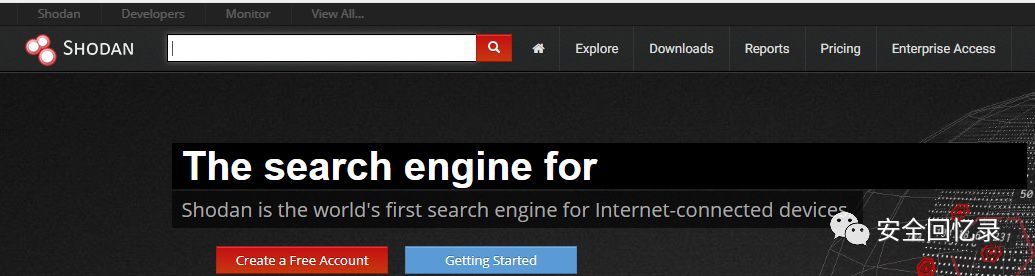 Shodan Developers Monitor View All...
SHODAN Explore Downloads Reports Pricing Enterprise Access
The search engine for
Shodan is the world's first search engine for Internet-connected devices.
安全回忆录
Create a Free Account Getting Started